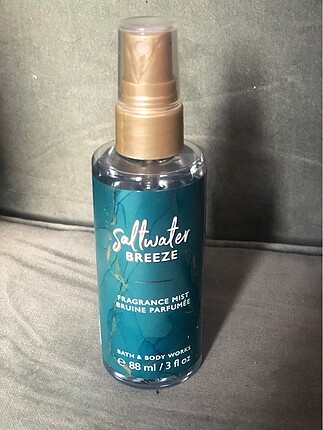 Saltwater
BREEZE
FRAGRANCE MIST
BRUINE PARFUMÉE
BATH & BODY WORKS
℮ 88 ml / 3 fl oz